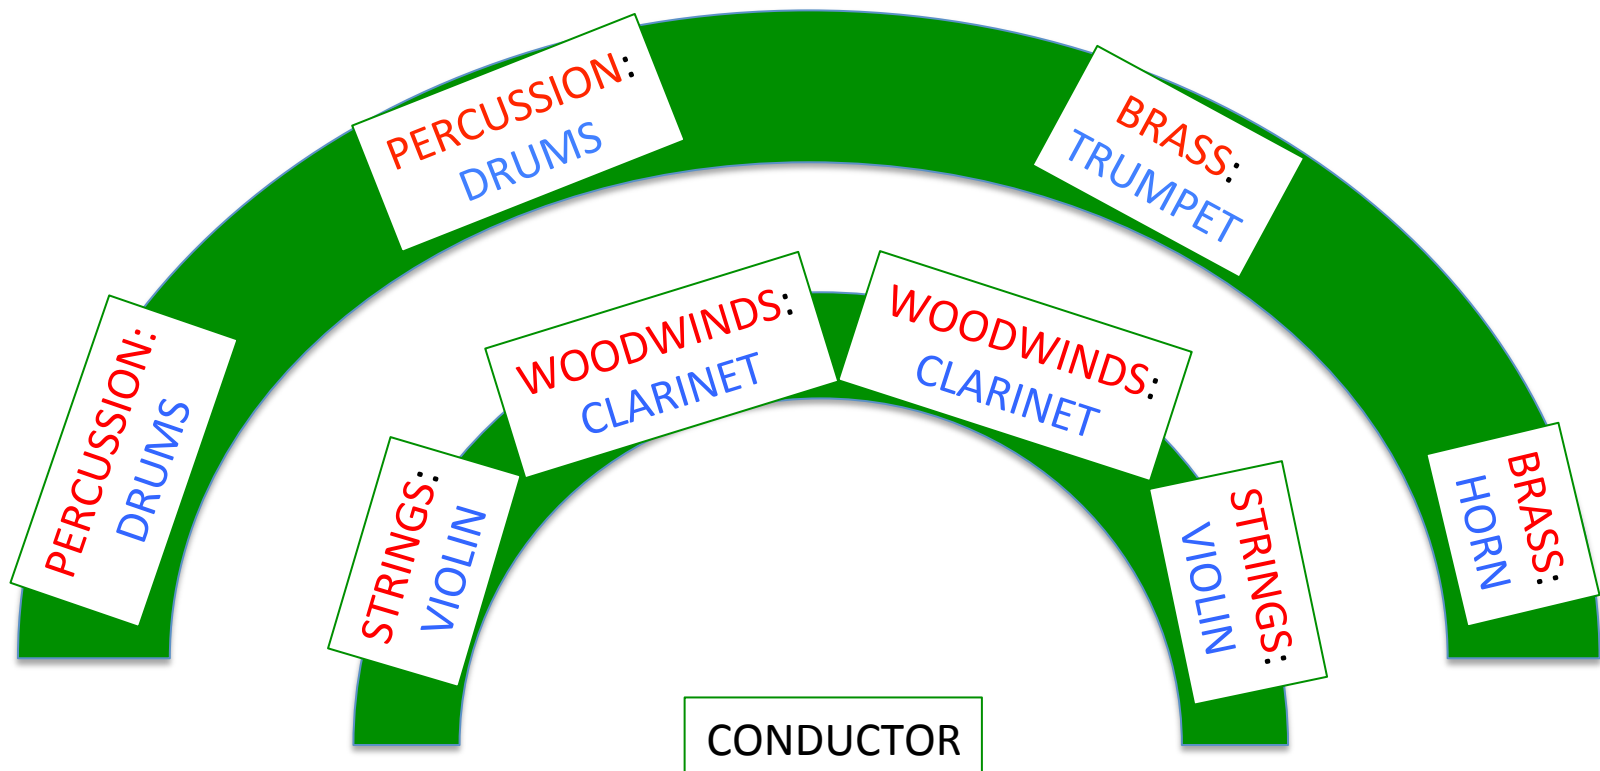 PERCUSSION:
DRUMS
BRASS:
TRUMPET
PERCUSSION:
DRUMS
WOODWINDS:
CLARINET
WOODWINDS:
CLARINET
BRASS:
HORN
STRINGS:
VIOLIN
STRINGS:
VIOLIN
CONDUCTOR